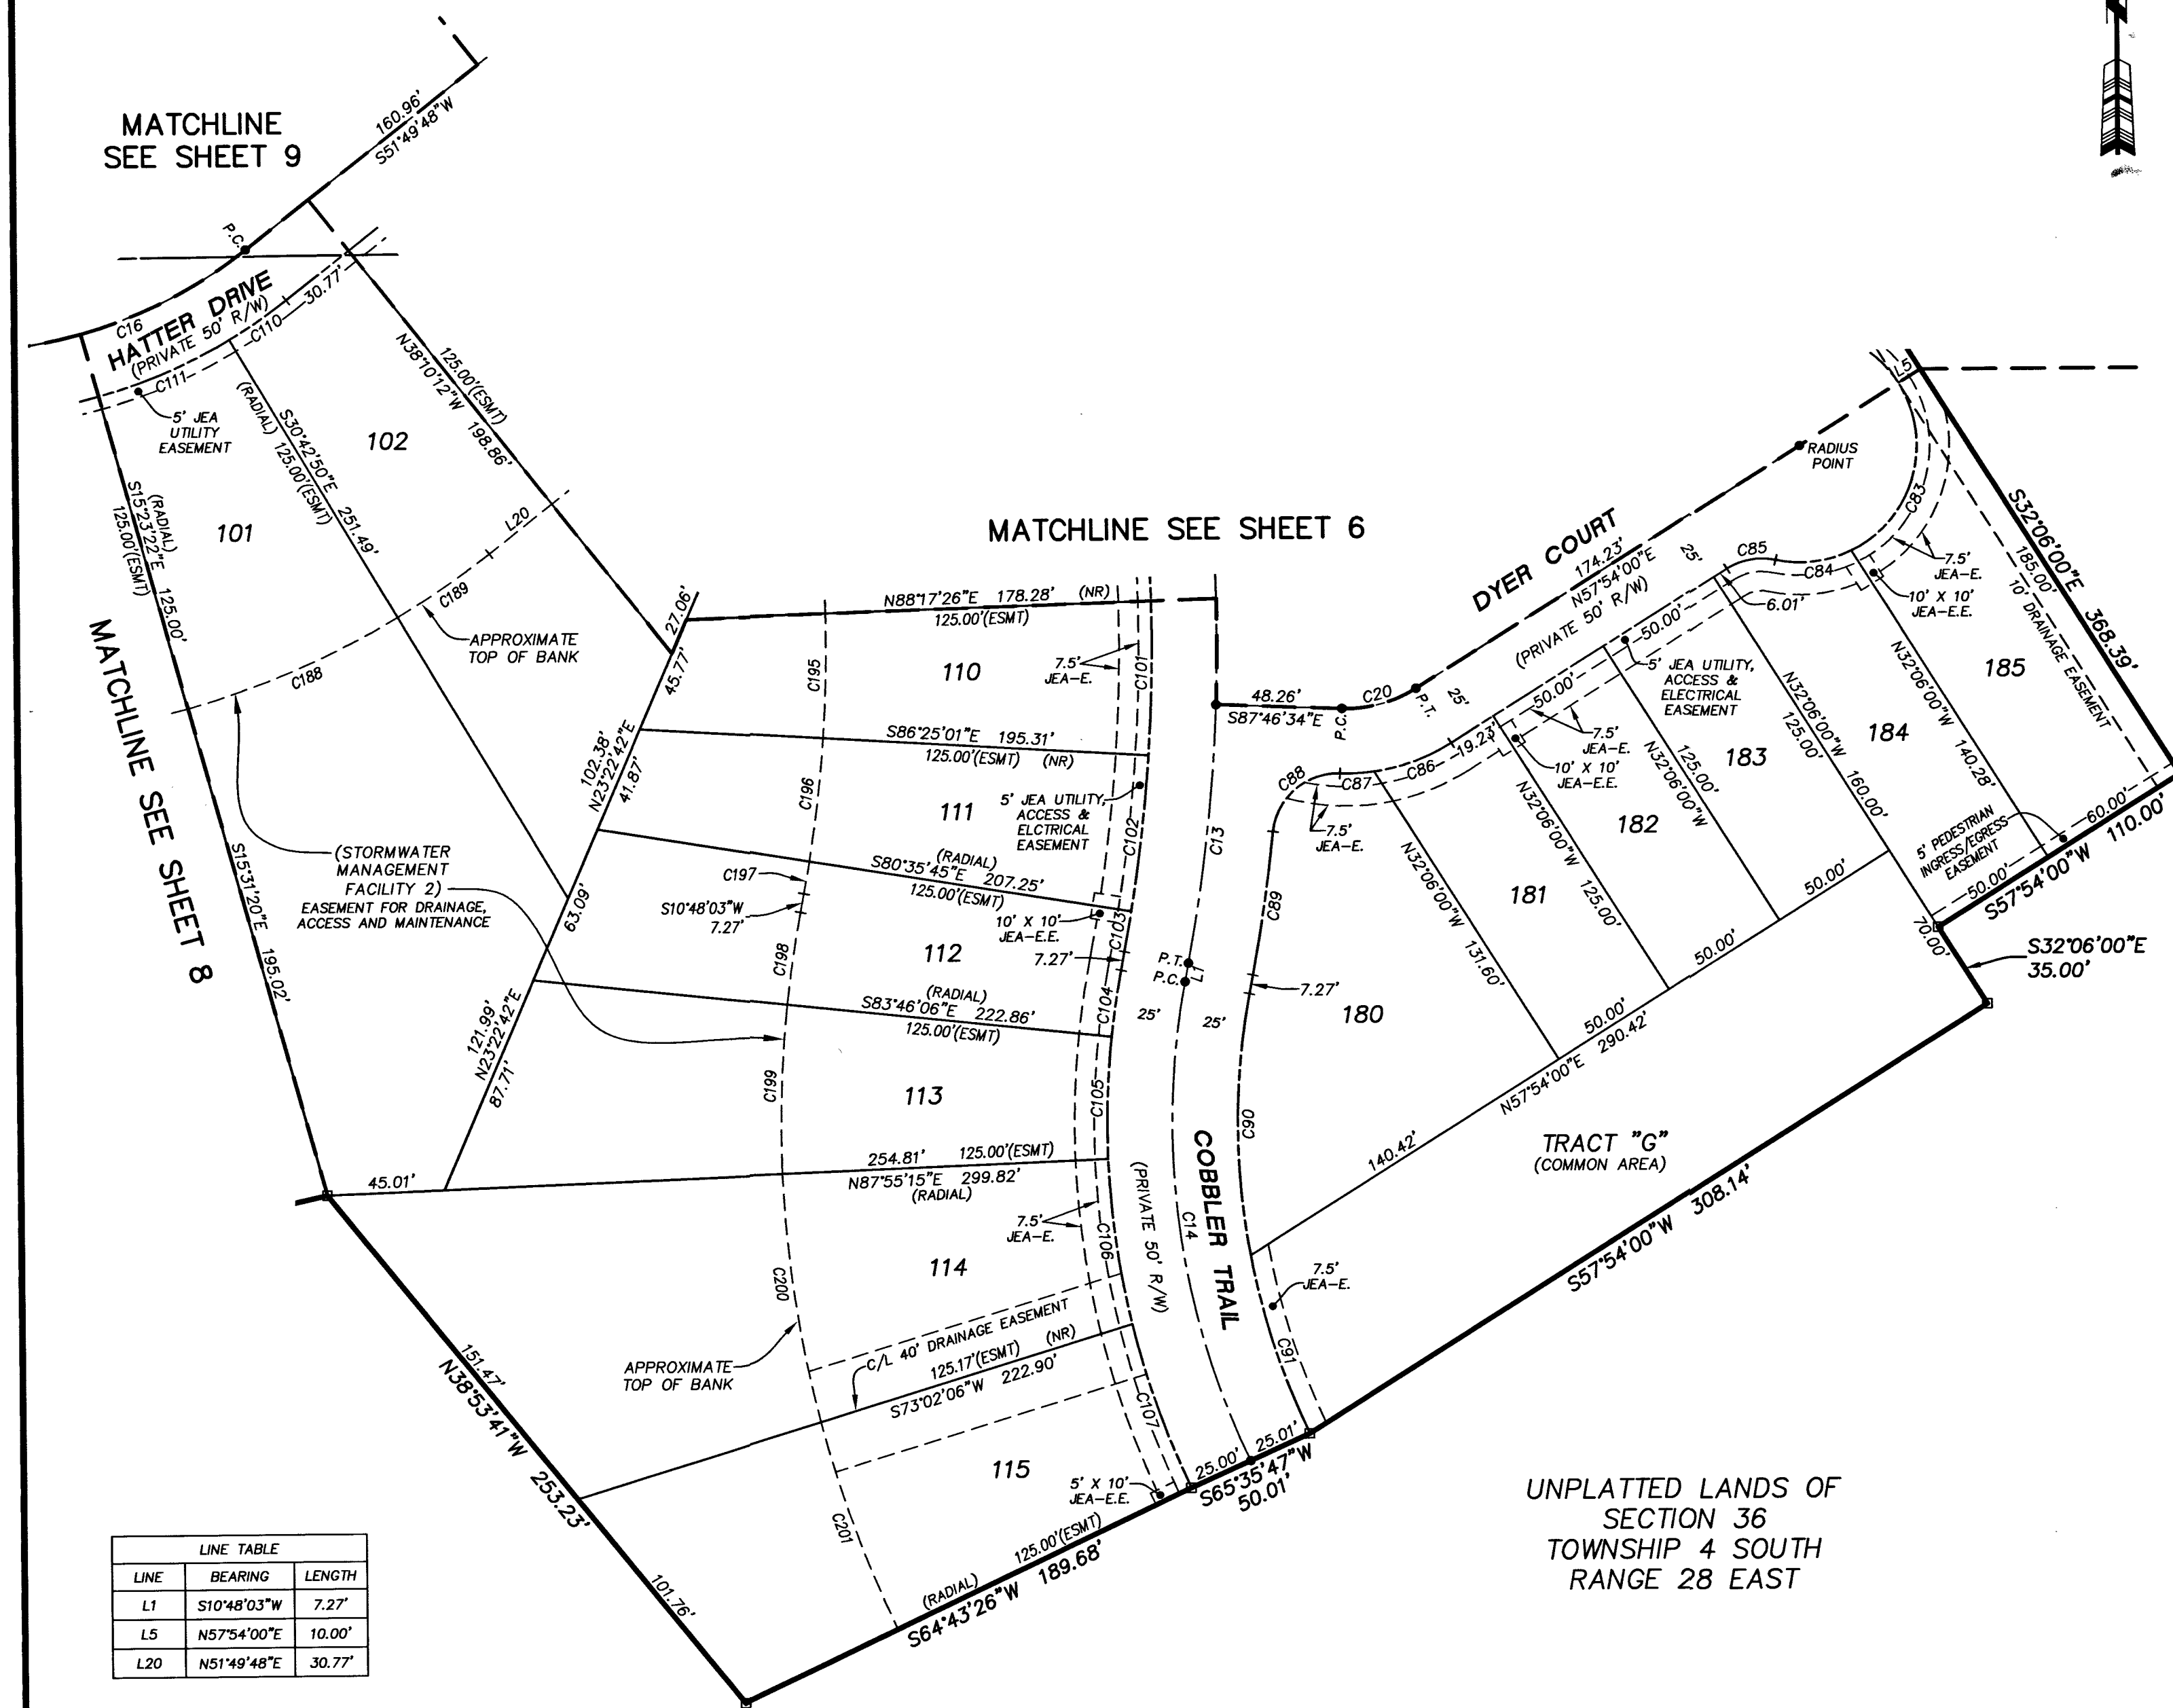 MATCHLINE
SEE SHEET 9
160.96'
S51°49'48"W
P.C.
C16
HATTER DRIVE
(PRIVATE 50' R/W)
C110
30.77'
C111
5' JEA
UTILITY
EASEMENT
N38°10'12"W 198.86'
125.00'(ESMT)
102
S30°42'50"E 251.49'
(RADIAL) 125.00'(ESMT)
101
(RADIAL)
S15°23'22"E 125.00'
125.00'(ESMT)
L20
C189
C188
APPROXIMATE
TOP OF BANK
MATCHLINE SEE SHEET 8
S15°31'20"E 195.02'
(STORMWATER
MANAGEMENT
FACILITY 2)
EASEMENT FOR DRAINAGE,
ACCESS AND MAINTENANCE
MATCHLINE SEE SHEET 6
27.06'
45.77'
102.38'
N23°22'42"E
41.87'
63.09'
121.99'
N23°22'42"E
87.71'
N88°17'26"E 178.28' (NR)
125.00'(ESMT)
C195
110
7.5'
JEA-E.
C101
S86°25'01"E 195.31'
125.00'(ESMT) (NR)
C196
111
5' JEA UTILITY,
ACCESS &
ELCTRICAL
EASEMENT
C102
(RADIAL)
S80°35'45"E 207.25'
125.00'(ESMT)
C197
S10°48'03"W
7.27'
10' X 10'
JEA-E.E.
C103
C198
112
7.27'
(RADIAL)
S83°46'06"E 222.86'
125.00'(ESMT)
C104
C199
113
C105
254.81' 125.00'(ESMT)
45.01'
N87°55'15"E 299.82'
(RADIAL)
7.5'
JEA-E.
C106
114
C200
C/L 40' DRAINAGE EASEMENT
125.17'(ESMT) (NR)
S73°02'06"W 222.90'
APPROXIMATE
TOP OF BANK
C107
115
5' X 10'
JEA-E.E.
C201
125.00'(ESMT)
(RADIAL)
S64°43'26"W 189.68'
151.47'
N38°53'41"W 253.23'
101.76'
25.00'
25.01'
S65°35'47"W
50.01'
COBBLER TRAIL
(PRIVATE 50' R/W)
C13
C14
P.T.
P.C.
L1
25'
25'
7.27'
C89
C90
C91
7.5'
JEA-E.
48.26'
S87°46'34"E
P.C.
C20
P.T.
DYER COURT
174.23'
N57°54'00"E
(PRIVATE 50' R/W)
25'
25'
RADIUS
POINT
L5
C83
C84
C85
7.5'
JEA-E.
10' X 10'
JEA-E.E.
6.01'
50.00'
50.00'
19.23'
C86
C87
C88
7.5'
JEA-E.
5' JEA UTILITY,
ACCESS &
ELECTRICAL
EASEMENT
7.5'
JEA-E.
10' X 10'
JEA-E.E.
180
N32°06'00"W 131.60'
181
N32°06'00"W 125.00'
182
N32°06'00"W
125.00'
183
N32°06'00"W 160.00'
125.00'
184
N32°06'00"W 140.28'
185
S32°06'00"E 368.39'
185.00'
10' DRAINAGE EASEMENT
5' PEDESTRIAN
INGRESS/EGRESS
EASEMENT
60.00'
50.00'
S57°54'00"W 110.00'
70.00'
S32°06'00"E
35.00'
50.00'
50.00'
50.00'
140.42'
N57°54'00"E 290.42'
TRACT "G"
(COMMON AREA)
S57°54'00"W 308.14'
UNPLATTED LANDS OF
SECTION 36
TOWNSHIP 4 SOUTH
RANGE 28 EAST
LINE TABLE
LINE BEARING LENGTH
L1 S10°48'03"W 7.27'
L5 N57°54'00"E 10.00'
L20 N51°49'48"E 30.77'